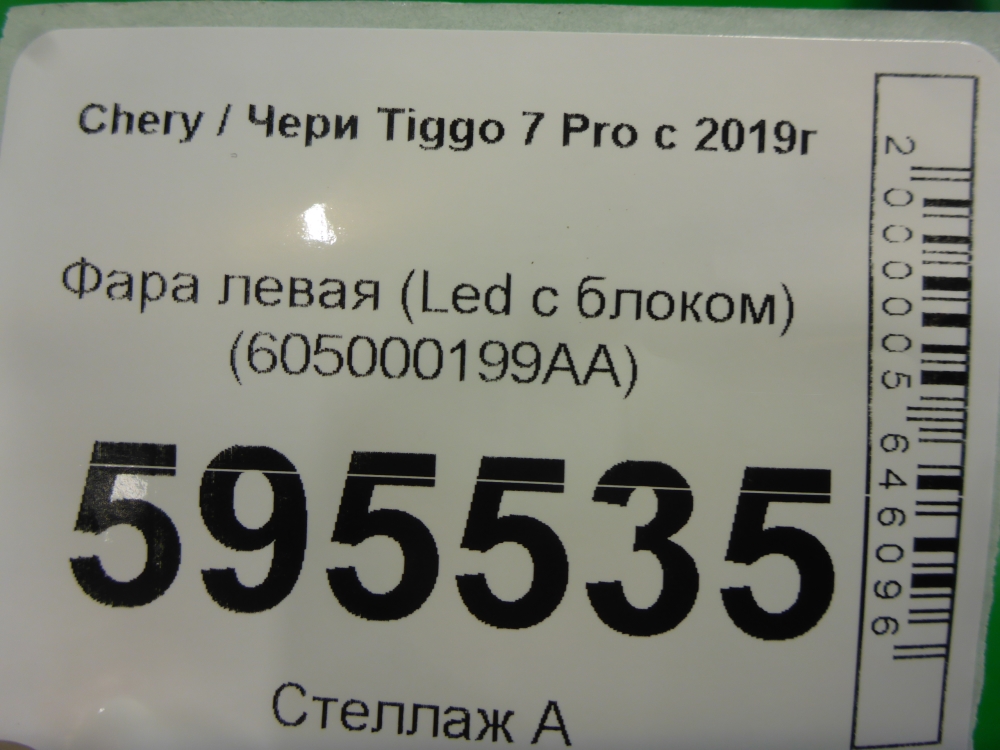 Chery / Чери Tiggo 7 Pro с 2019г
Фара левая (Led с блоком)
(605000199AA)
595535
Стеллаж А
2000005646096